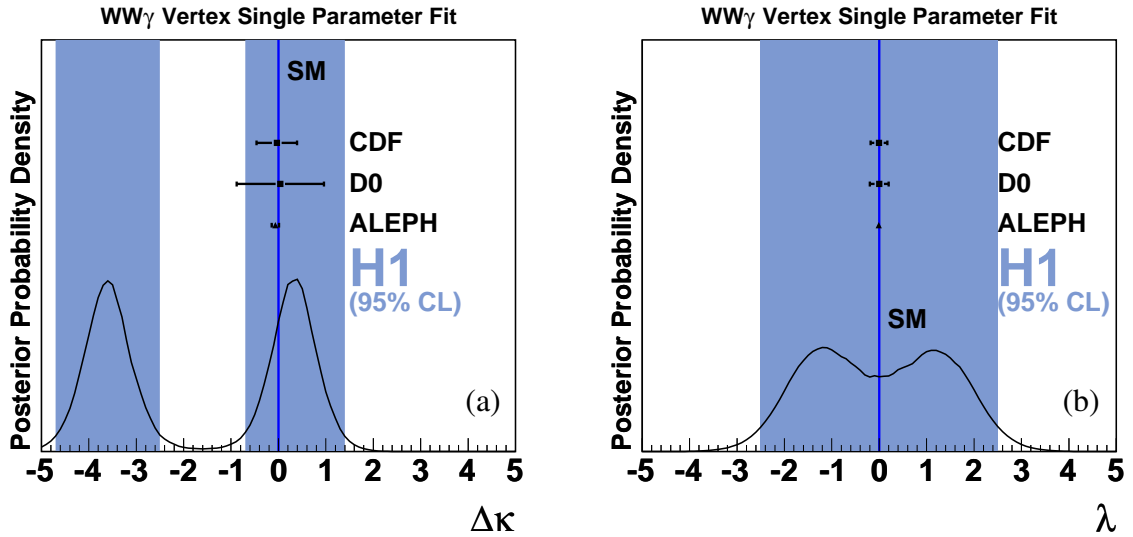 WWγ Vertex Single Parameter Fit
Posterior Probability Density
SM
CDF
D0
ALEPH
H1
(95% CL)
(a)
-5 -4 -3 -2 -1 0 1 2 3 4 5
Δκ
WWγ Vertex Single Parameter Fit
Posterior Probability Density
CDF
D0
ALEPH
H1
(95% CL)
SM
(b)
-5 -4 -3 -2 -1 0 1 2 3 4 5
λ